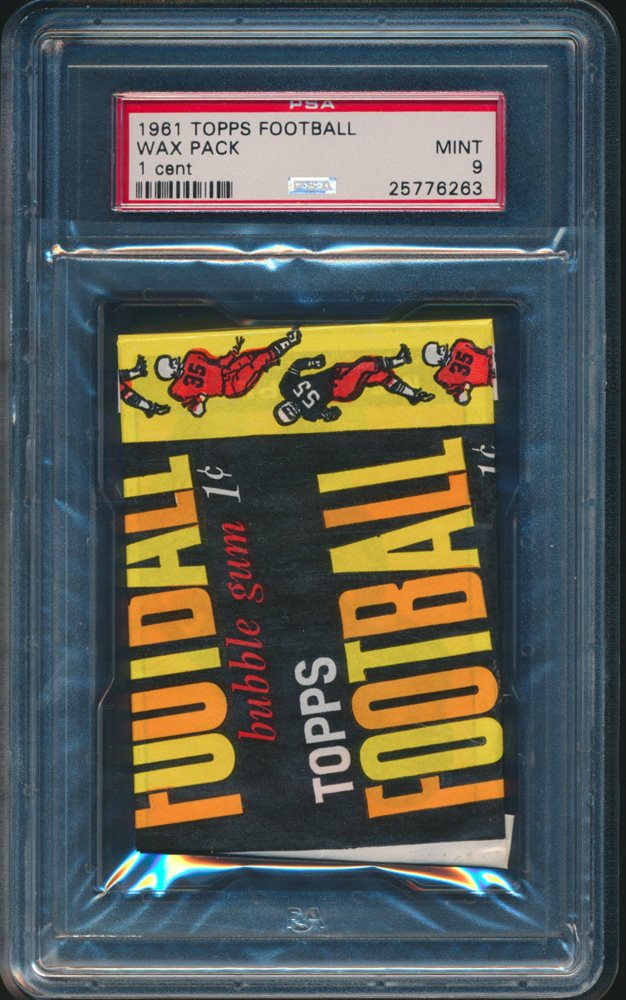 PSA
1961 TOPPS FOOTBALL
WAX PACK MINT
1 cent 9
25776263
35
55
35
FOOTBALL
bubble gum 1¢
TOPPS
FOOTBALL
1¢
PSA